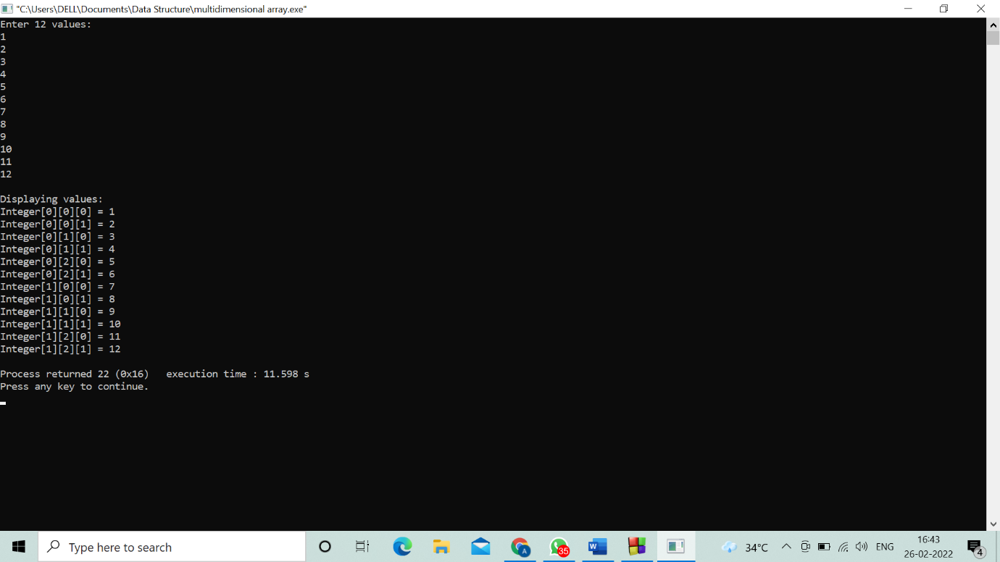 "C:\Users\DELL\Documents\Data Structure\multidimensional array.exe"
Enter 12 values:
1
2
3
4
5
6
7
8
9
10
11
12
Displaying values:
Integer[0][0][0] = 1
Integer[0][0][1] = 2
Integer[0][1][0] = 3
Integer[0][1][1] = 4
Integer[0][2][0] = 5
Integer[0][2][1] = 6
Integer[1][0][0] = 7
Integer[1][0][1] = 8
Integer[1][1][0] = 9
Integer[1][1][1] = 10
Integer[1][2][0] = 11
Integer[1][2][1] = 12
Process returned 22 (0x16)   execution time : 11.598 s
Press any key to continue.
Type here to search
A
35
W
34°C
ENG
16:43
26-02-2022
4